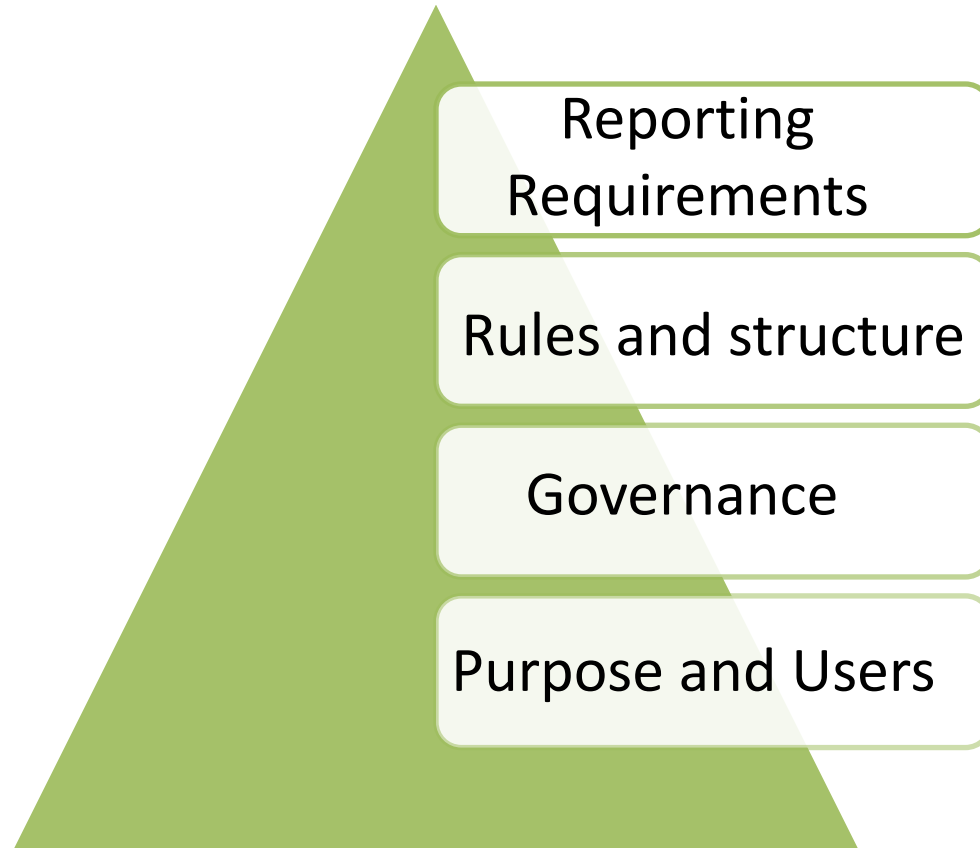 Reporting
Requirements
Rules and structure
Governance
Purpose and Users